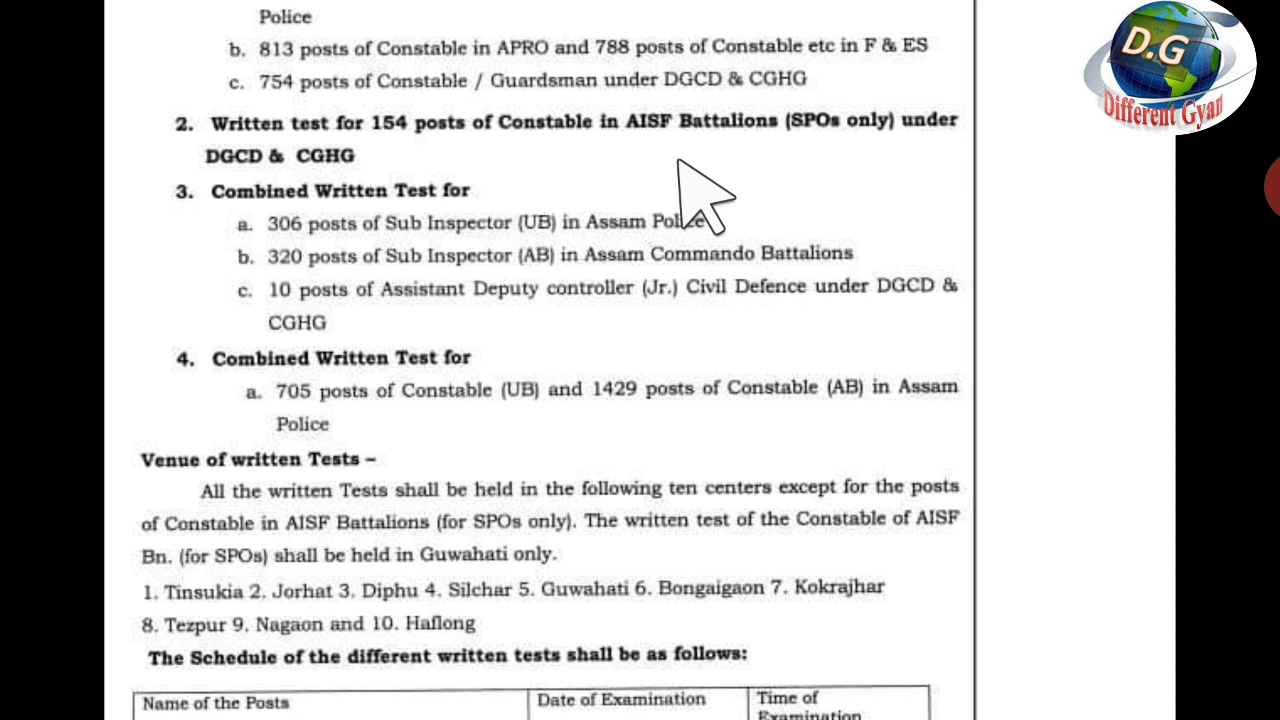 Police
b. 813 posts of Constable in APRO and 788 posts of Constable etc in F & ES
c. 754 posts of Constable / Guardsman under DGCD & CGHG
2. Written test for 154 posts of Constable in AISF Battalions (SPOs only) under
DGCD & CGHG
3. Combined Written Test for
a. 306 posts of Sub Inspector (UB) in Assam Police
b. 320 posts of Sub Inspector (AB) in Assam Commando Battalions
c. 10 posts of Assistant Deputy controller (Jr.) Civil Defence under DGCD &
CGHG
4. Combined Written Test for
a. 705 posts of Constable (UB) and 1429 posts of Constable (AB) in Assam
Police
Venue of written Tests –
All the written Tests shall be held in the following ten centers except for the posts
of Constable in AISF Battalions (for SPOs only). The written test of the Constable of AISF
Bn. (for SPOs) shall be held in Guwahati only.
1. Tinsukia 2. Jorhat 3. Diphu 4. Silchar 5. Guwahati 6. Bongaigaon 7. Kokrajhar
8. Tezpur 9. Nagaon and 10. Haflong
The Schedule of the different written tests shall be as follows:
Name of the Posts
Date of Examination
Time of
Examination
D.G
Different Gyan